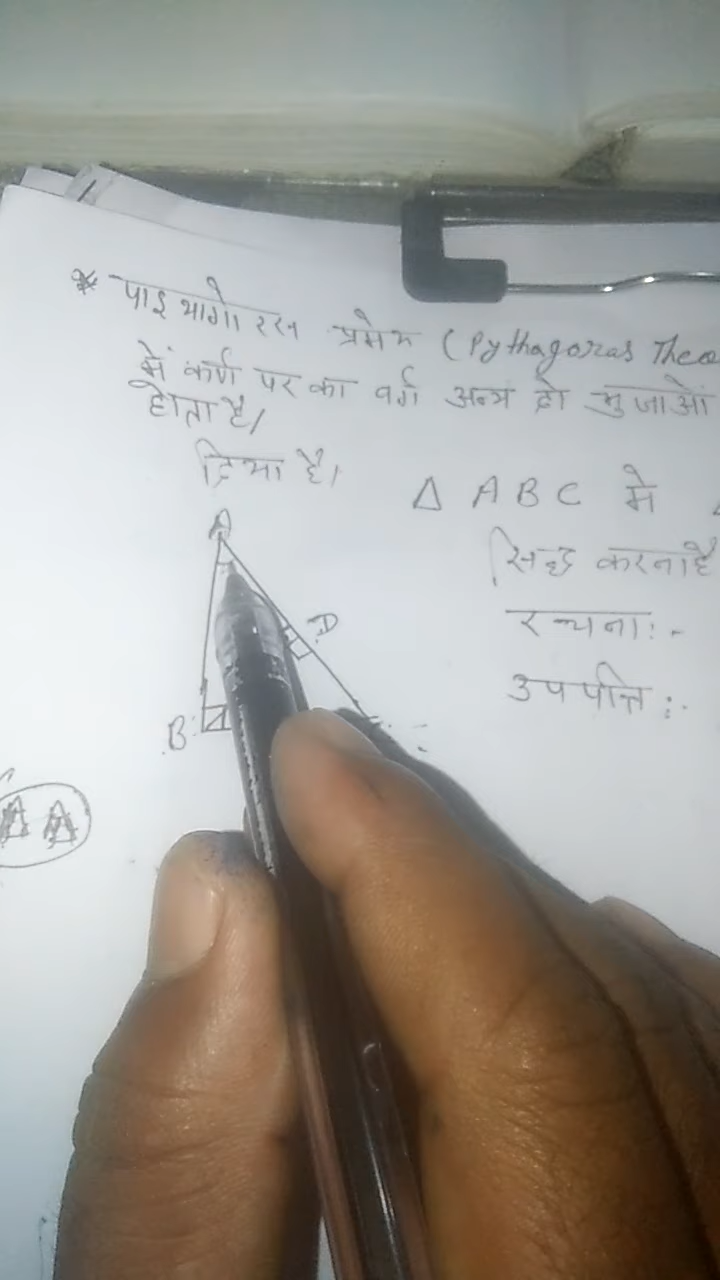 * पाइथागोरस प्रमेय (Pythagoras Theo
में कर्ण पर का वर्ग अन्य दो भुजाओं
होता है।
दिया है।
Δ ABC मे
सिद्ध करना है
रचना :-
उपपत्ति :-
A
D
B
A A